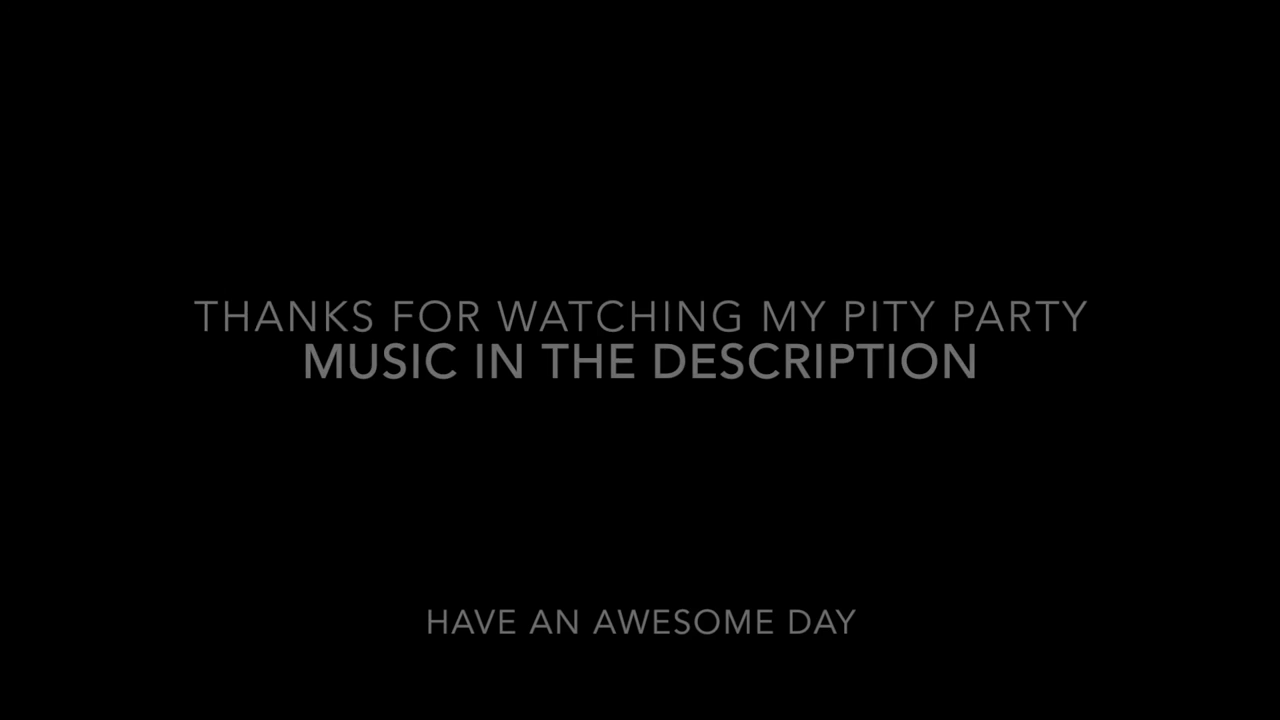 THANKS FOR WATCHING MY PITY PARTY
MUSIC IN THE DESCRIPTION
HAVE AN AWESOME DAY